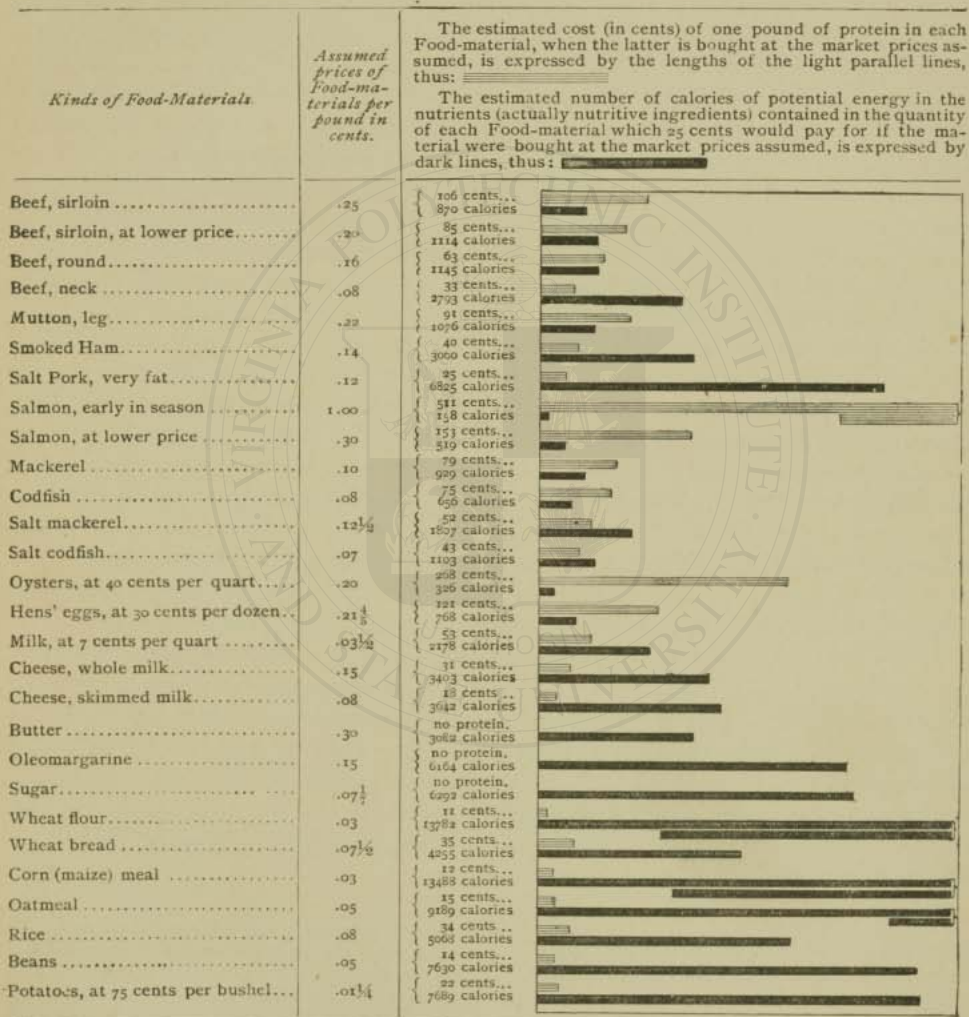 Kinds of Food-Materials.
Assumed
prices of
Food-ma-
terials per
pound in
cents.
The estimated cost (in cents) of one pound of protein in each
Food-material, when the latter is bought at the market prices as-
sumed, is expressed by the lengths of the light parallel lines,
thus:
The estimated number of calories of potential energy in the
nutrients (actually nutritive ingredients) contained in the quantity
of each Food-material which 25 cents would pay for if the ma-
terial were bought at the market prices assumed, is expressed by
dark lines, thus:
Beef, sirloin .25 106 cents...
870 calories
Beef, sirloin, at lower price .20 85 cents...
1114 calories
Beef, round .16 63 cents...
1145 calories
Beef, neck .08 33 cents...
2793 calories
Mutton, leg .22 91 cents...
1076 calories
Smoked Ham .14 40 cents...
3000 calories
Salt Pork, very fat .12 25 cents...
6825 calories
Salmon, early in season 1.00 511 cents...
158 calories
Salmon, at lower price .30 153 cents...
519 calories
Mackerel .10 79 cents...
929 calories
Codfish .08 75 cents...
656 calories
Salt mackerel .12½ 52 cents...
1807 calories
Salt codfish .07 43 cents...
1103 calories
Oysters, at 40 cents per quart .20 268 cents...
326 calories
Hens' eggs, at 30 cents per dozen .21⅘ 121 cents...
768 calories
Milk, at 7 cents per quart .03½ 53 cents...
2178 calories
Cheese, whole milk .15 31 cents...
3403 calories
Cheese, skimmed milk .08 18 cents..
3642 calories
Butter .30 no protein.
3082 calories
Oleomargarine .15 no protein.
6164 calories
Sugar .07⅐ no protein.
6292 calories
Wheat flour .03 11 cents...
13782 calories
Wheat bread .07½ 35 cents...
4255 calories
Corn (maize) meal .03 12 cents...
13488 calories
Oatmeal .05 15 cents...
9189 calories
Rice .08 34 cents..
5068 calories
Beans .05 14 cents...
7630 calories
Potatoes, at 75 cents per bushel .01¼ 22 cents...
7689 calories
VIRGINIA POLYTECHNIC INSTITUTE
AND STATE UNIVERSITY